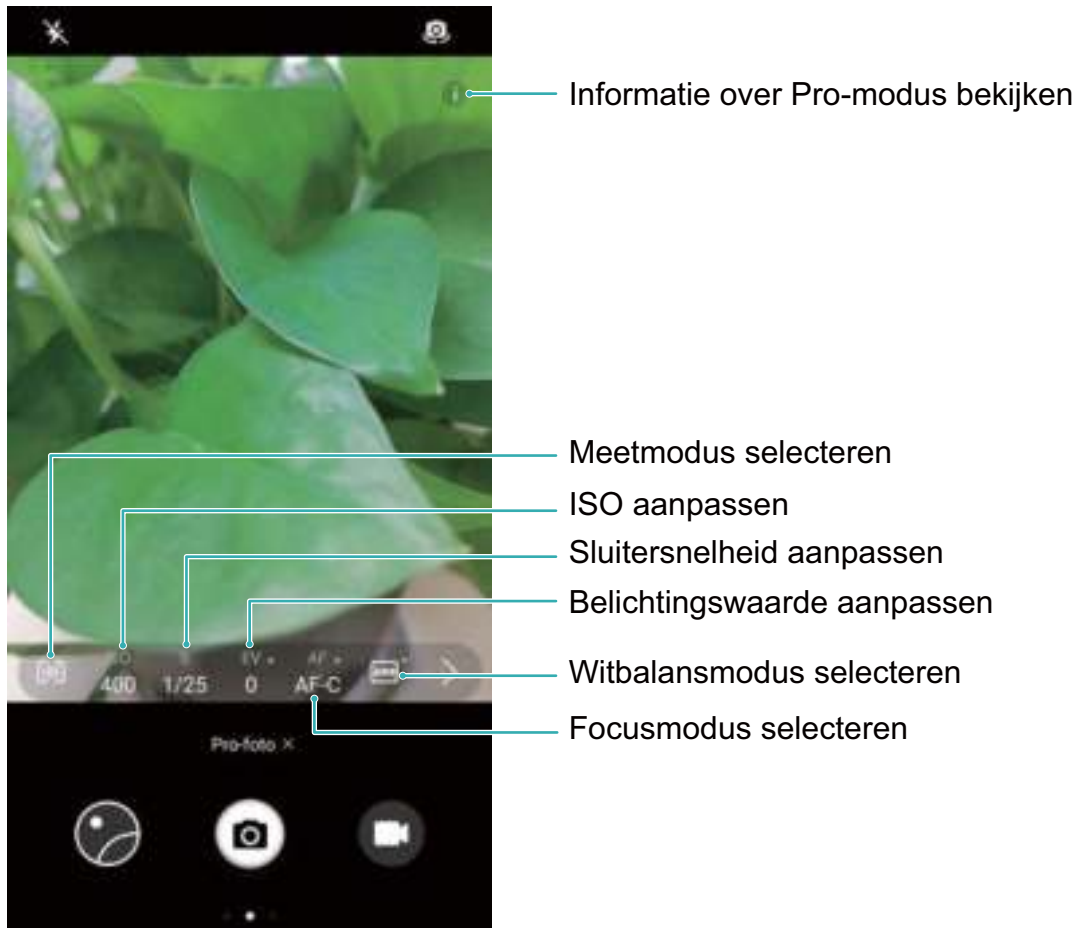 Informatie over Pro-modus bekijken
Meetmodus selecteren
ISO aanpassen
Sluitersnelheid aanpassen
Belichtingswaarde aanpassen
EV AF
400 1/25 0 AF-C
Witbalansmodus selecteren
Focusmodus selecteren
Pro-foto ×